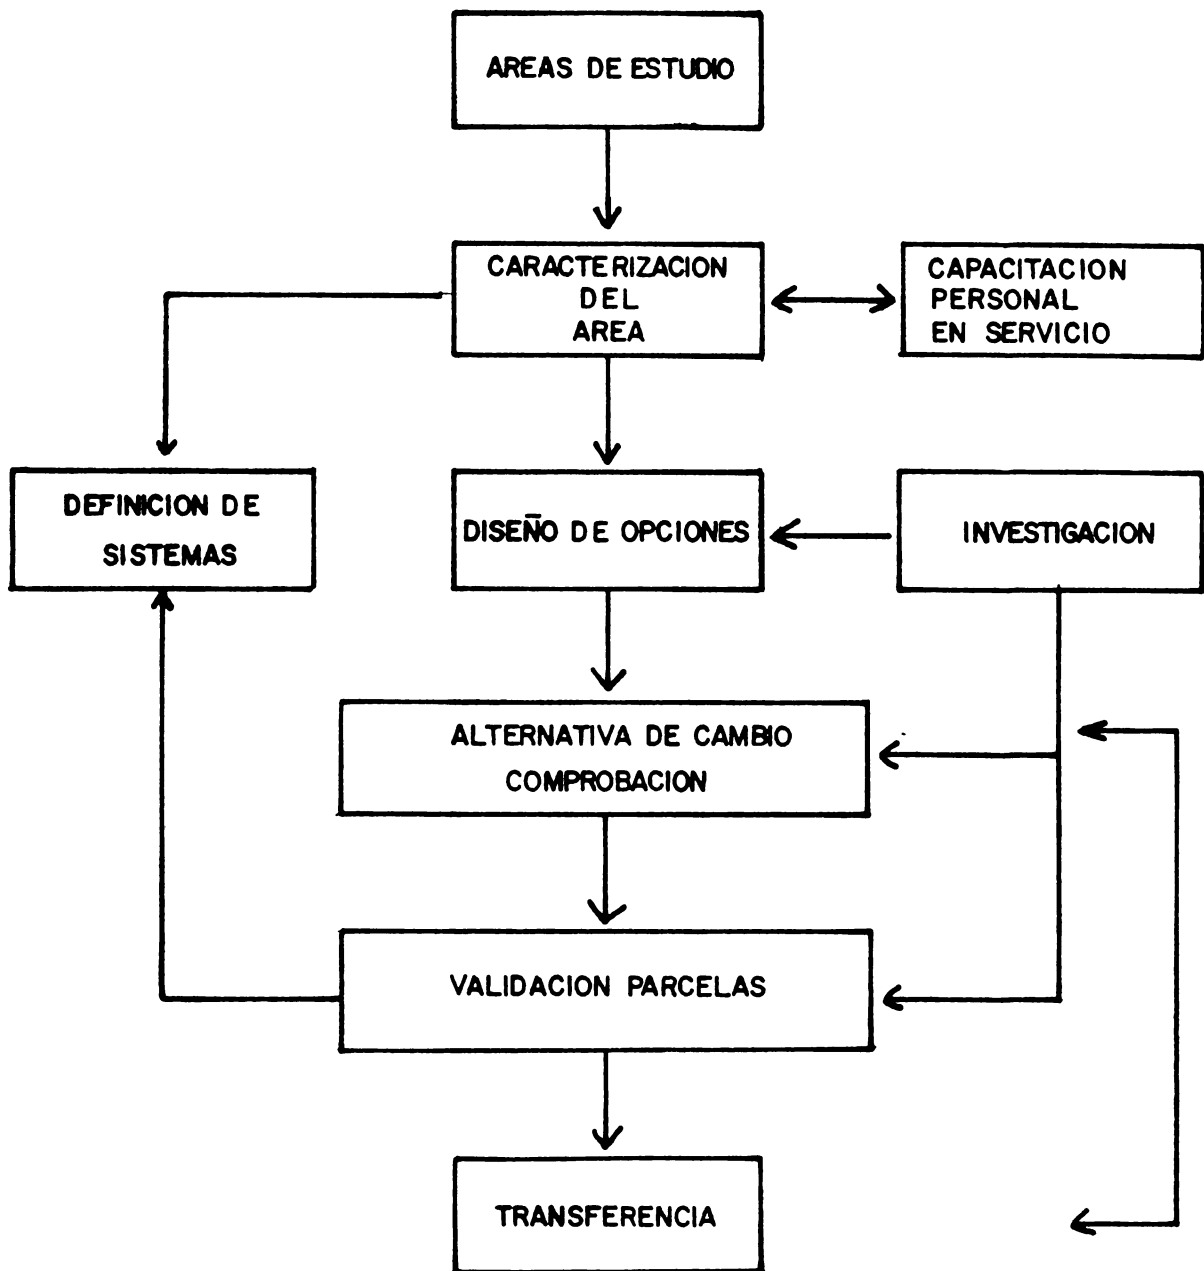 AREAS DE ESTUDIO
CARACTERIZACION
DEL
AREA
CAPACITACION
PERSONAL
EN SERVICIO
DEFINICION DE
SISTEMAS
DISEÑO DE OPCIONES
INVESTIGACION
ALTERNATIVA DE CAMBIO
COMPROBACION
VALIDACION PARCELAS
TRANSFERENCIA